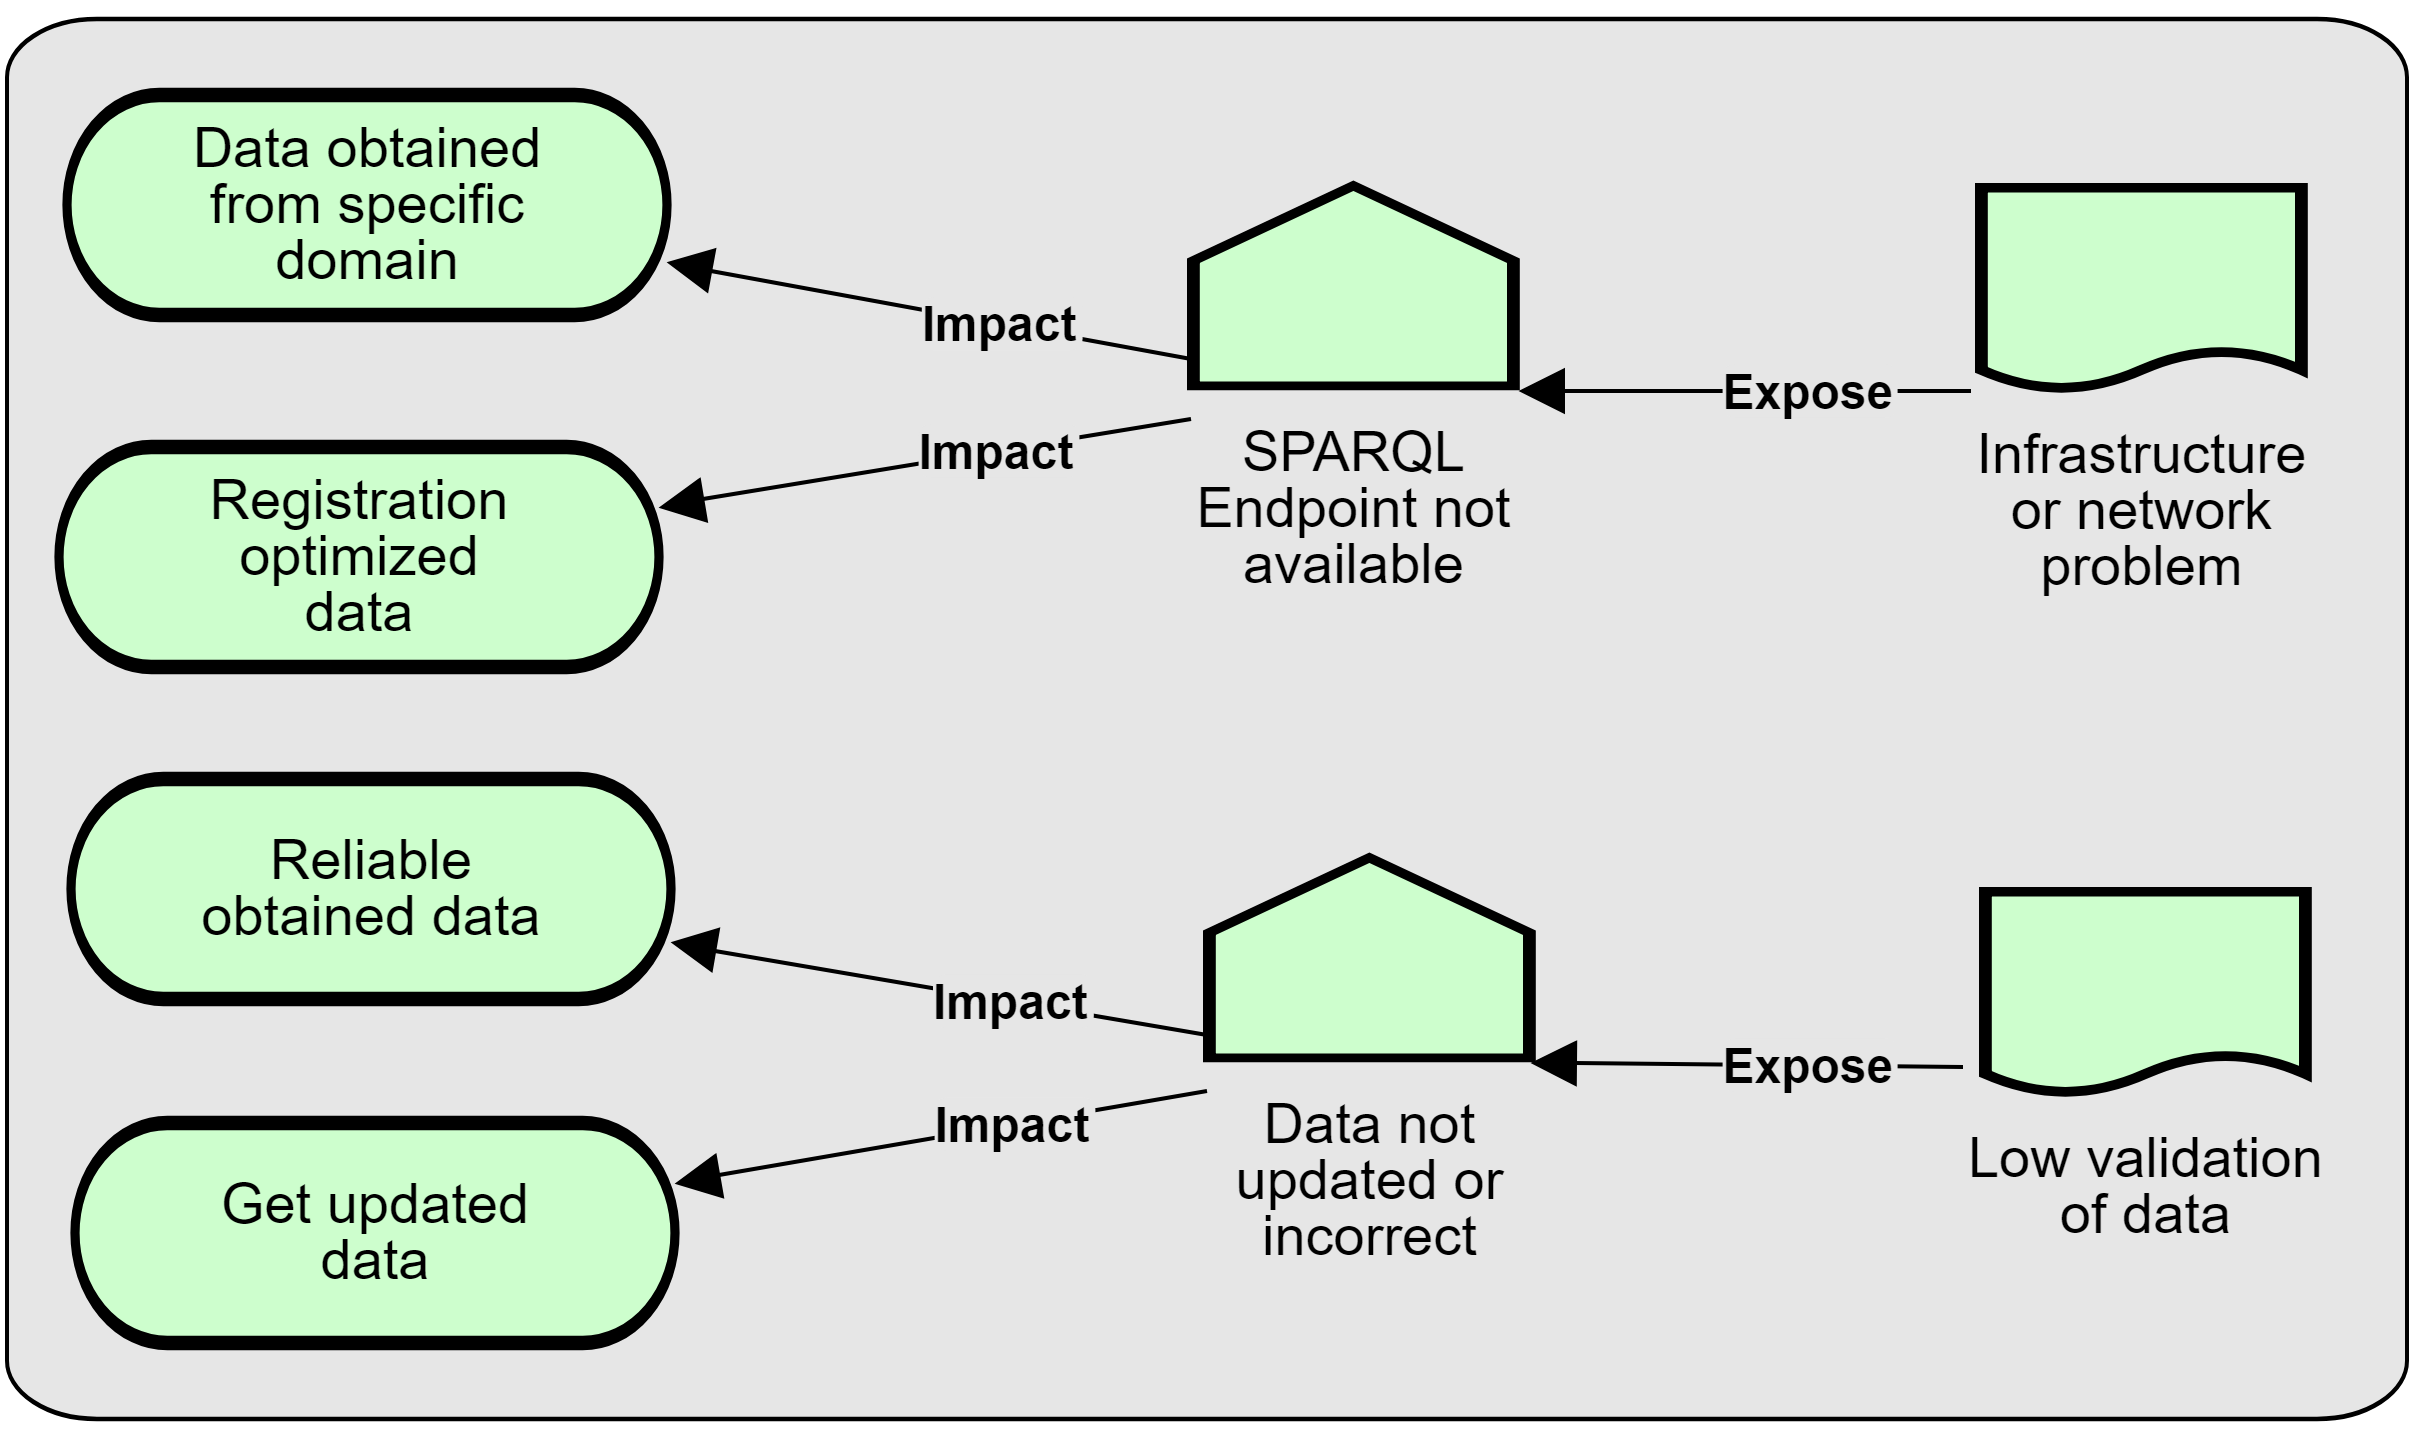 Data obtained
from specific
domain
Impact
Expose
Infrastructure
or network
problem
SPARQL
Endpoint not
available
Impact
Registration
optimized
data
Reliable
obtained data
Impact
Expose
Low validation
of data
Data not
updated or
incorrect
Impact
Get updated
data